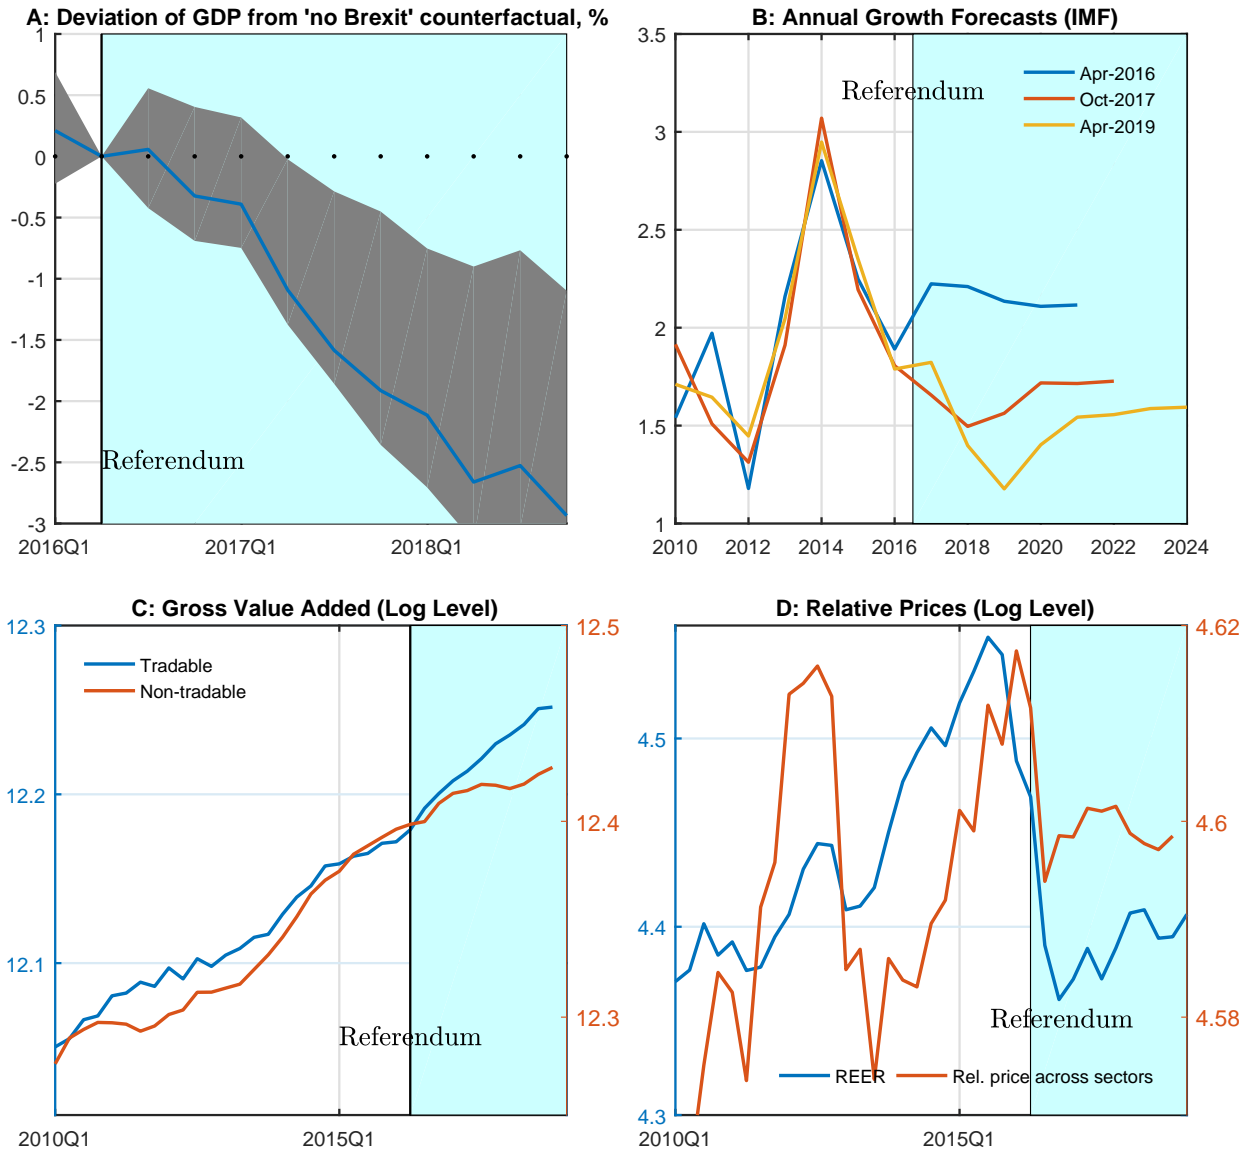 A: Deviation of GDP from 'no Brexit' counterfactual, %
1
0.5
0
-0.5
-1
-1.5
-2
-2.5
-3
Referendum
2016Q1 2017Q1 2018Q1
B: Annual Growth Forecasts (IMF)
3.5
3
2.5
2
1.5
1
Referendum
Apr-2016
Oct-2017
Apr-2019
2010 2012 2014 2016 2018 2020 2022 2024
C: Gross Value Added (Log Level)
12.3
12.2
12.1
Tradable
Non-tradable
Referendum
12.5
12.4
12.3
2010Q1 2015Q1
D: Relative Prices (Log Level)
4.5
4.4
4.3
Referendum
REER Rel. price across sectors
4.62
4.6
4.58
2010Q1 2015Q1